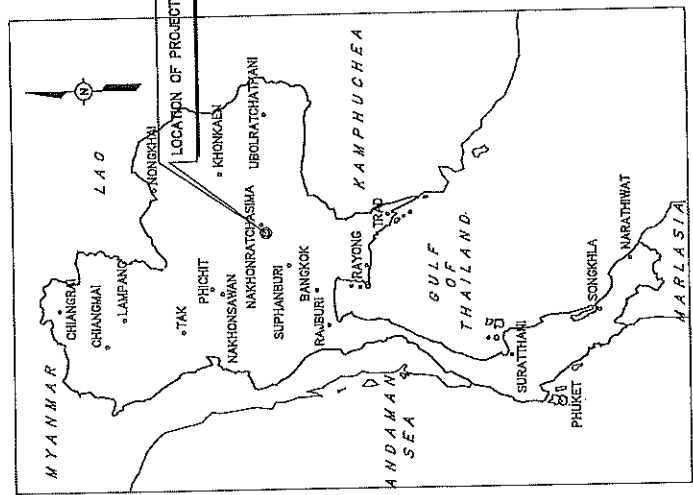 MYANMAR
CHIANGRAI
CHIANGMAI
LAMPANG
LAO
N
NONGKHAI
LOCATION OF PROJECT
TAK
PHICHIT
NAKHONSAWAN
KHONKAEN
NAKHONRATCHASIMA
UBOLRATCHATHANI
SUPHANBURI
BANGKOK
RAJBURI
RAYONG
TRAD
KAMPHUCHEA
GULF
OF
THAILAND
ANDAMAN
SEA
SURATTHANI
PHUKET
SONGKHLA
NARATHIWAT
MARLASIA